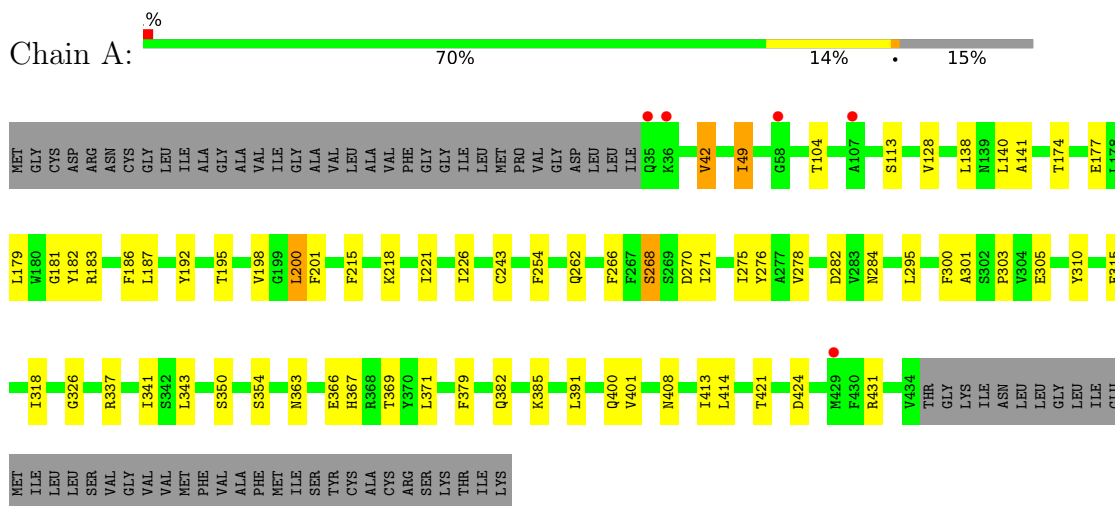 .%
Chain A:
70% 14% . 15%
MET GLY CYS ASP ARG ASN CYS GLY LEU ILE ALA GLY ALA VAL ILE GLY ALA VAL LEU ALA VAL PHE GLY GLY ILE LEU MET PRO VAL GLY ASP LEU LEU ILE Q35 K36 V42 I49 G58 T104 A107 S113 V128 L138 N139 L140 A141 T174 E177 L178
L179 W180 G181 Y182 R183 F186 L187 Y192 T195 V198 G199 L200 F201 F215 K218 I221 I226 C243 F254 Q262 F266 F267 S268 S269 D270 I271 I275 Y276 A277 V278 D282 V283 N284 L295 F300 A301 S302 P303 V304 E305 Y310 E315
I318 G326 R337 I341 S342 L343 S350 S354 N363 E366 H367 R368 T369 Y370 L371 F379 Q382 K385 L391 Q400 V401 N408 I413 L414 T421 D424 M429 F430 R431 V434 THR GLY LYS ILE ASN LEU LEU GLY LEU ILE GLU
MET ILE LEU LEU SER VAL GLY VAL VAL MET PHE VAL ALA PHE MET ILE SER TYR CYS ALA CYS ARG SER LYS THR ILE LYS